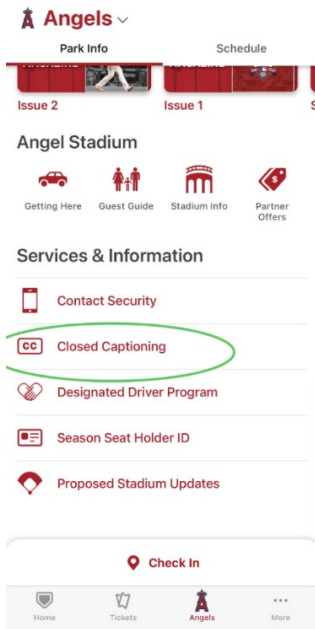 Angels
Park Info
Schedule
Issue 2
Issue 1
Angel Stadium
Getting Here
Guest Guide
Stadium Info
Partner
Offers
Services & Information
Contact Security
CC
Closed Captioning
Designated Driver Program
Season Seat Holder ID
Proposed Stadium Updates
Check In
Home
Tickets
Angels
More